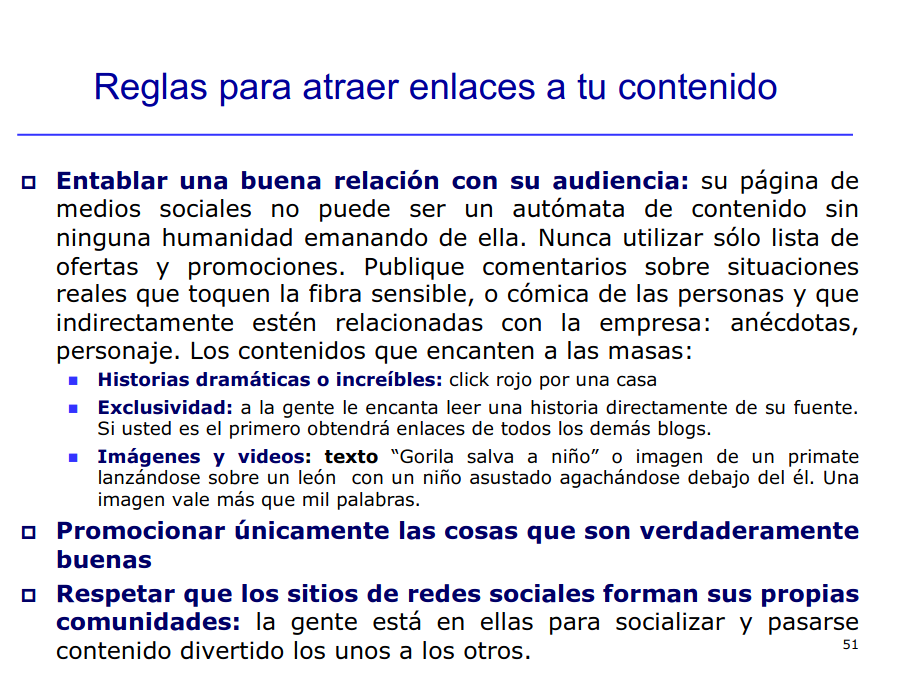 Reglas para atraer enlaces a tu contenido
Entablar una buena relación con su audiencia: su página de
medios sociales no puede ser un autómata de contenido sin
ninguna humanidad emanando de ella. Nunca utilizar sólo lista de
ofertas y promociones. Publique comentarios sobre situaciones
reales que toquen la fibra sensible, o cómica de las personas y que
indirectamente estén relacionadas con la empresa: anécdotas,
personaje. Los contenidos que encanten a las masas:
Historias dramáticas o increíbles: click rojo por una casa
Exclusividad: a la gente le encanta leer una historia directamente de su fuente.
Si usted es el primero obtendrá enlaces de todos los demás blogs.
Imágenes y videos: texto “Gorila salva a niño” o imagen de un primate
lanzándose sobre un león con un niño asustado agachándose debajo del él. Una
imagen vale más que mil palabras.
Promocionar únicamente las cosas que son verdaderamente
buenas
Respetar que los sitios de redes sociales forman sus propias
comunidades: la gente está en ellas para socializar y pasarse
contenido divertido los unos a los otros.
51